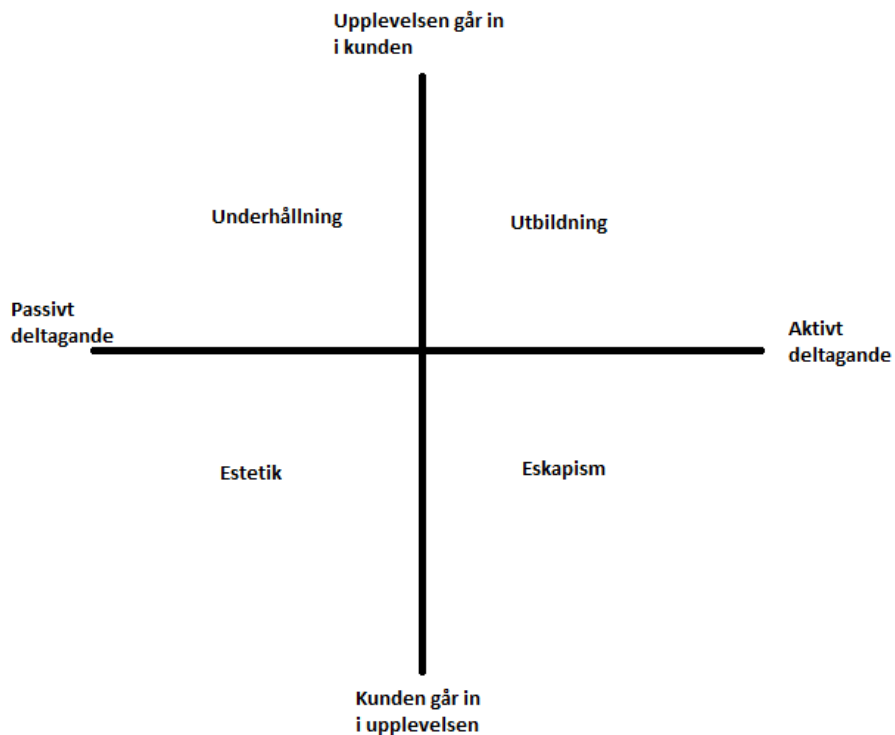 Upplevelsen går in
i kunden
Underhållning
Utbildning
Passivt
deltagande
Aktivt
deltagande
Estetik
Eskapism
Kunden går in
i upplevelsen